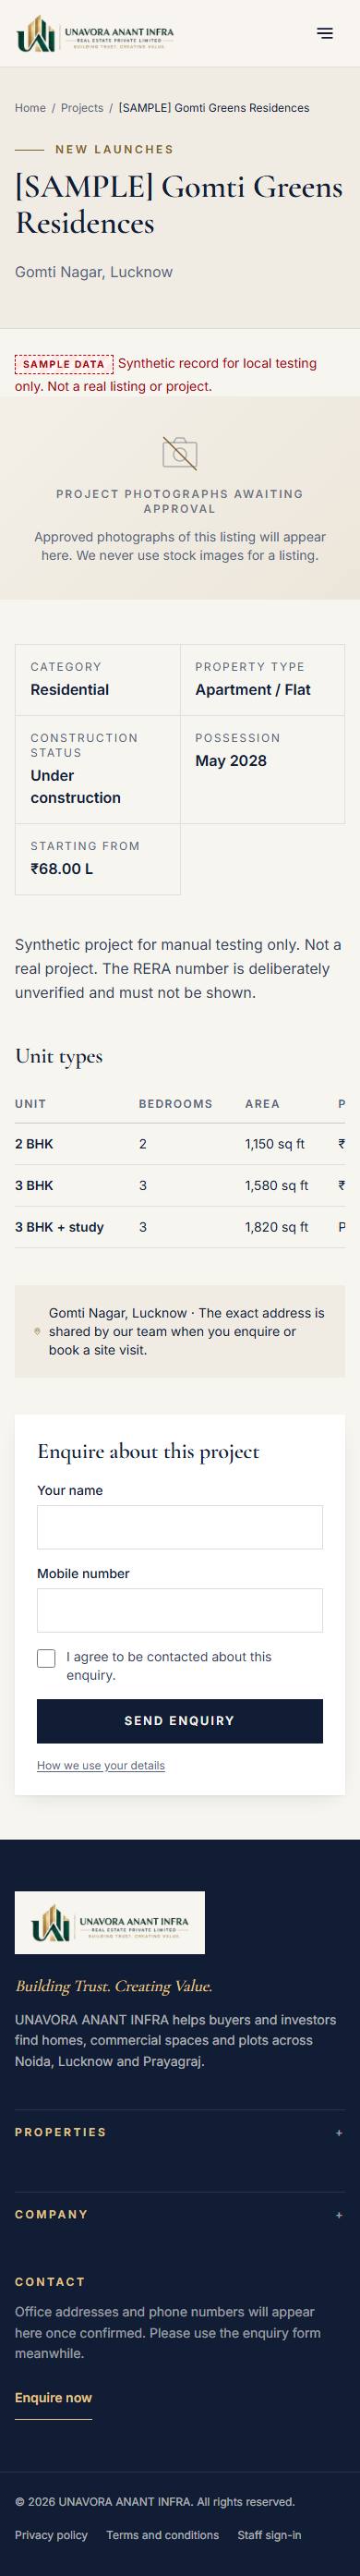 UNAVORA ANANT INFRA
REAL ESTATE PRIVATE LIMITED
BUILDING TRUST. CREATING VALUE.
Home / Projects / [SAMPLE] Gomti Greens Residences
NEW LAUNCHES
[SAMPLE] Gomti Greens
Residences
Gomti Nagar, Lucknow
SAMPLE DATA Synthetic record for local testing
only. Not a real listing or project.
PROJECT PHOTOGRAPHS AWAITING
APPROVAL
Approved photographs of this listing will appear
here. We never use stock images for a listing.
CATEGORY PROPERTY TYPE
Residential Apartment / Flat
CONSTRUCTION STATUS POSSESSION
Under construction May 2028
STARTING FROM
₹68.00 L
Synthetic project for manual testing only. Not a
real project. The RERA number is deliberately
unverified and must not be shown.
Unit types
UNIT BEDROOMS AREA P
2 BHK 2 1,150 sq ft ₹
3 BHK 3 1,580 sq ft ₹
3 BHK + study 3 1,820 sq ft P
Gomti Nagar, Lucknow · The exact address is
shared by our team when you enquire or
book a site visit.
Enquire about this project
Your name
Mobile number
I agree to be contacted about this
enquiry.
SEND ENQUIRY
How we use your details
UNAVORA ANANT INFRA
REAL ESTATE PRIVATE LIMITED
BUILDING TRUST. CREATING VALUE.
Building Trust. Creating Value.
UNAVORA ANANT INFRA helps buyers and investors
find homes, commercial spaces and plots across
Noida, Lucknow and Prayagraj.
PROPERTIES +
COMPANY +
CONTACT
Office addresses and phone numbers will appear
here once confirmed. Please use the enquiry form
meanwhile.
Enquire now
© 2026 UNAVORA ANANT INFRA. All rights reserved.
Privacy policy Terms and conditions Staff sign-in